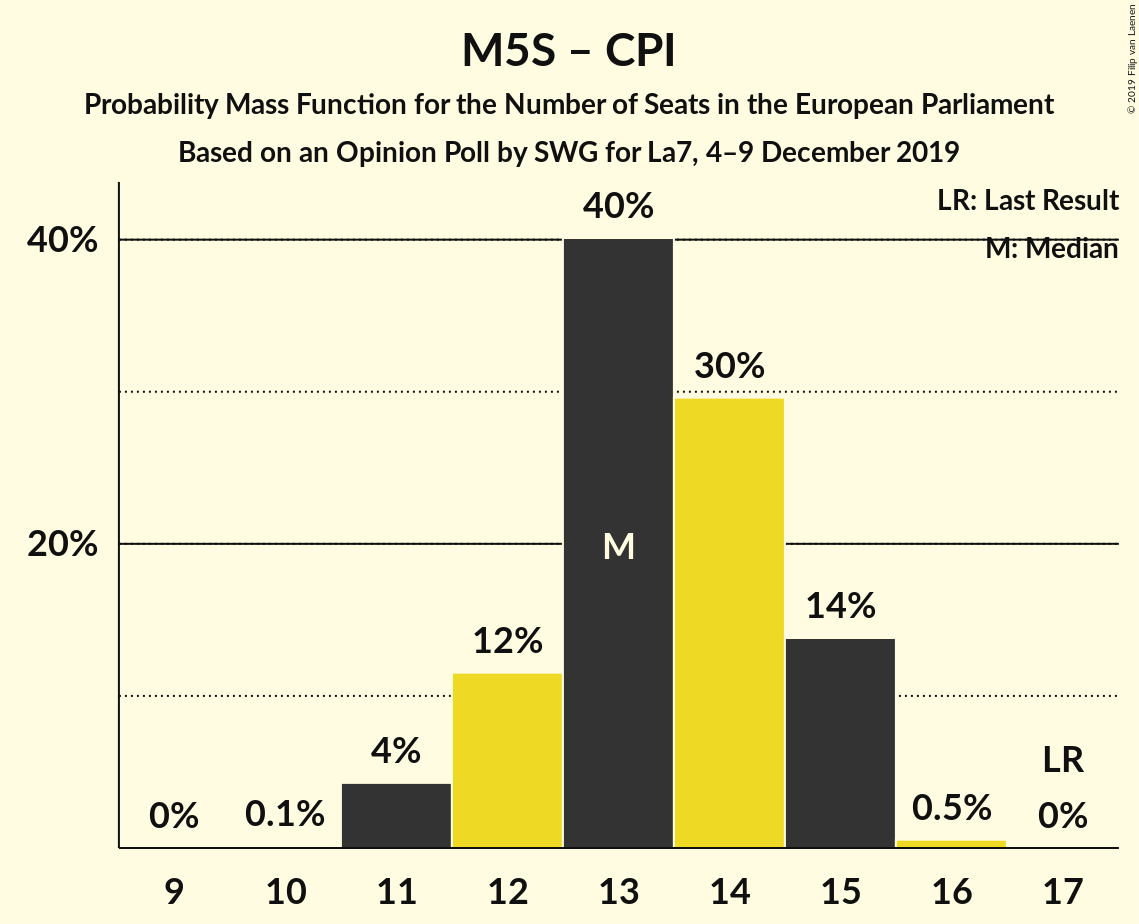 M5S – CPI
Probability Mass Function for the Number of Seats in the European Parliament
Based on an Opinion Poll by SWG for La7, 4–9 December 2019
© 2019 Filip van Laenen
LR: Last Result
M: Median
40%
20%
0%
0.1%
4%
12%
40%
M
30%
14%
0.5%
LR
0%
9 10 11 12 13 14 15 16 17